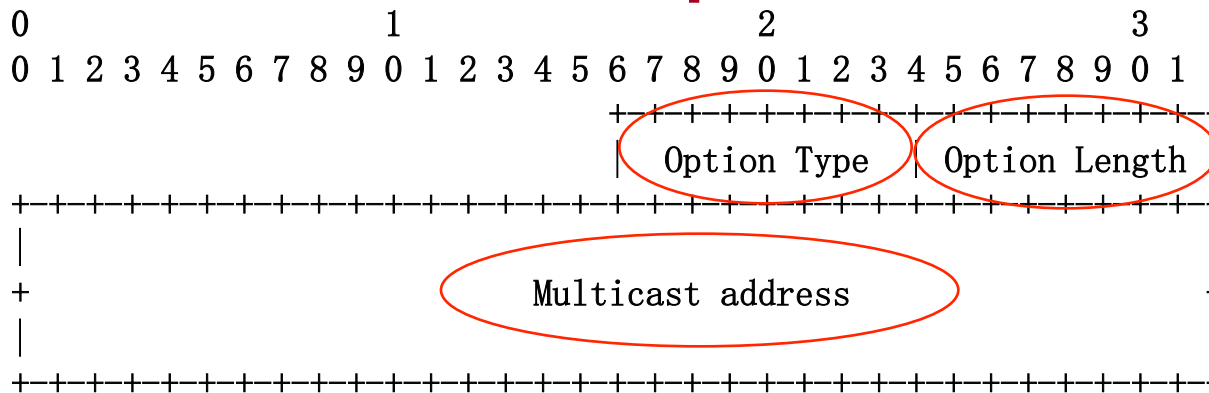 0 1 2 3
0 1 2 3 4 5 6 7 8 9 0 1 2 3 4 5 6 7 8 9 0 1 2 3 4 5 6 7 8 9 0 1
+-+-+-+-+-+-+-+-+-+-+-+-+-+-+-+-
| Option Type | Option Length
+-+-+-+-+-+-+-+-+-+-+-+-+-+-+-+-+-+-+-+-+-+-+-+-+-+-+-+-+-+-+-+-
|
+ Multicast address
|
+-+-+-+-+-+-+-+-+-+-+-+-+-+-+-+-+-+-+-+-+-+-+-+-+-+-+-+-+-+-+-+-